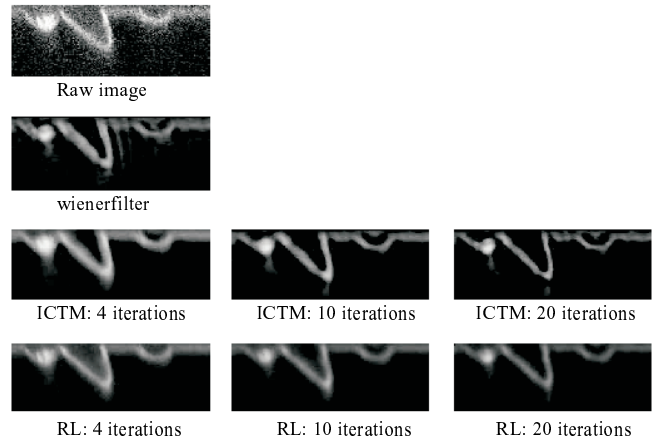 Raw image
wienerfilter
ICTM: 4 iterations
ICTM: 10 iterations
ICTM: 20 iterations
RL: 4 iterations
RL: 10 iterations
RL: 20 iterations